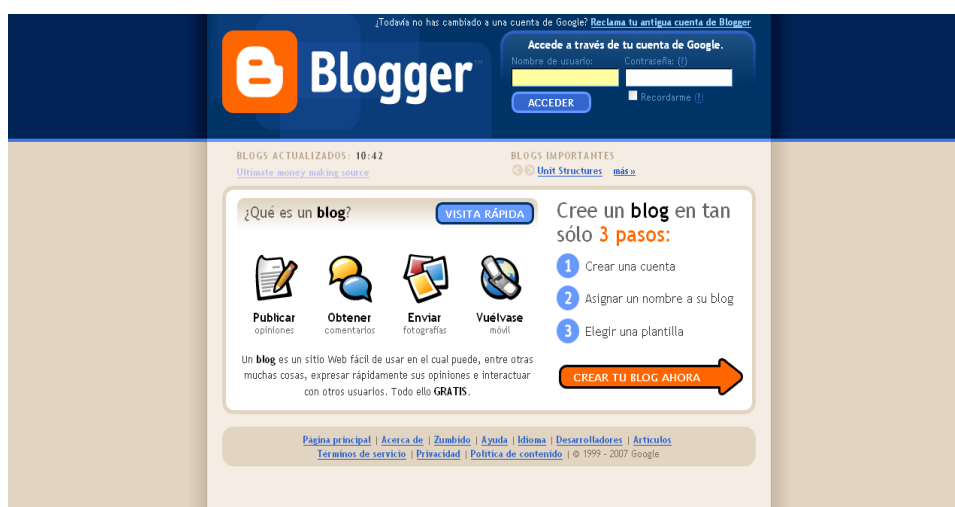 ¿Todavía no has cambiado a una cuenta de Google? Reclama tu antigua cuenta de Blogger
Blogger™
Accede a través de tu cuenta de Google.
Nombre de usuario: Contraseña: (?)
ACCEDER
Recordarme (?)
BLOGS ACTUALIZADOS: 10:42
Ultimate money making source
BLOGS IMPORTANTES
Unit Structures más »
¿Qué es un blog?
VISITA RÁPIDA
Publicar
opiniones
Obtener
comentarios
Enviar
fotografías
Vuélvase
móvil
Un blog es un sitio Web fácil de usar en el cual puede, entre otras
muchas cosas, expresar rápidamente sus opiniones e interactuar
con otros usuarios. Todo ello GRATIS.
Cree un blog en tan
sólo 3 pasos:
1 Crear una cuenta
2 Asignar un nombre a su blog
3 Elegir una plantilla
CREAR TU BLOG AHORA
Página principal | Acerca de | Zumbido | Ayuda | Idioma | Desarrolladores | Artículos
Términos de servicio | Privacidad | Política de contenido | © 1999 - 2007 Google